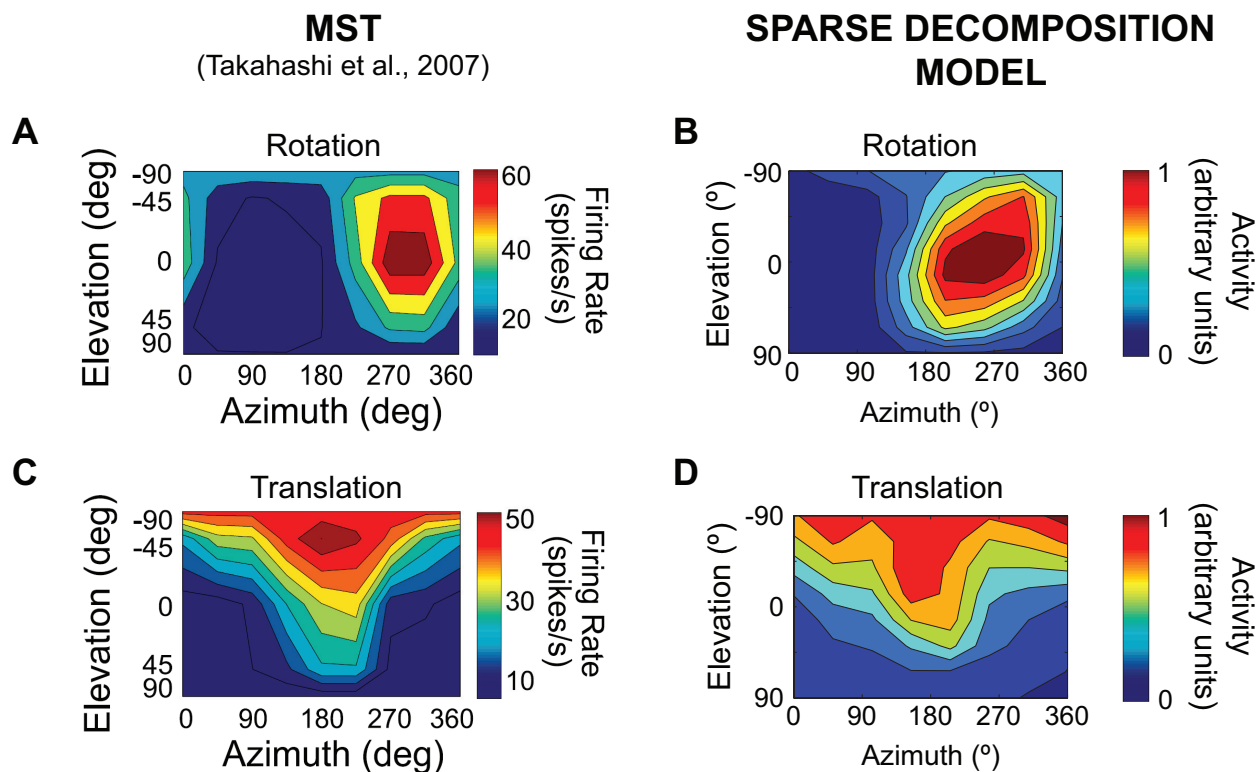 MST
(Takahashi et al., 2007)
SPARSE DECOMPOSITION
MODEL
A
Rotation
Elevation (deg)
-90
-45
0
45
90
0 90 180 270 360
Azimuth (deg)
60
40
20
Firing Rate
(spikes/s)
B
Rotation
Elevation (º)
-90
0
90
0 90 180 270 360
Azimuth (º)
1
0
Activity
(arbitrary units)
C
Translation
Elevation (deg)
-90
-45
0
45
90
0 90 180 270 360
Azimuth (deg)
50
30
10
Firing Rate
(spikes/s)
D
Translation
Elevation (º)
-90
0
90
0 90 180 270 360
Azimuth (º)
1
0
Activity
(arbitrary units)